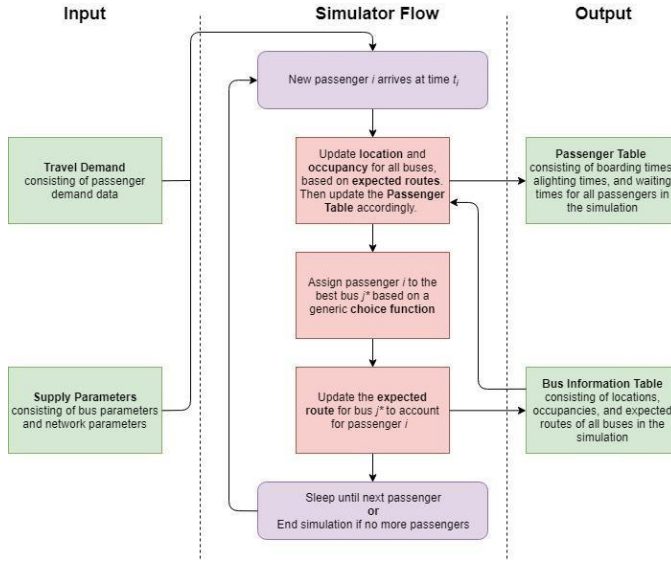 Input
Simulator Flow
Output
New passenger i arrives at time ti
Travel Demand
consisting of passenger
demand data
Update location and
occupancy for all buses,
based on expected routes.
Then update the Passenger
Table accordingly.
Passenger Table
consisting of boarding times,
alighting times, and waiting
times for all passengers in
the simulation
Assign passenger i to the
best bus j* based on a
generic choice function
Supply Parameters
consisting of bus parameters
and network parameters
Update the expected
route for bus j* to account
for passenger i
Bus Information Table
consisting of locations,
occupancies, and expected
routes of all buses in the
simulation
Sleep until next passenger
or
End simulation if no more passengers